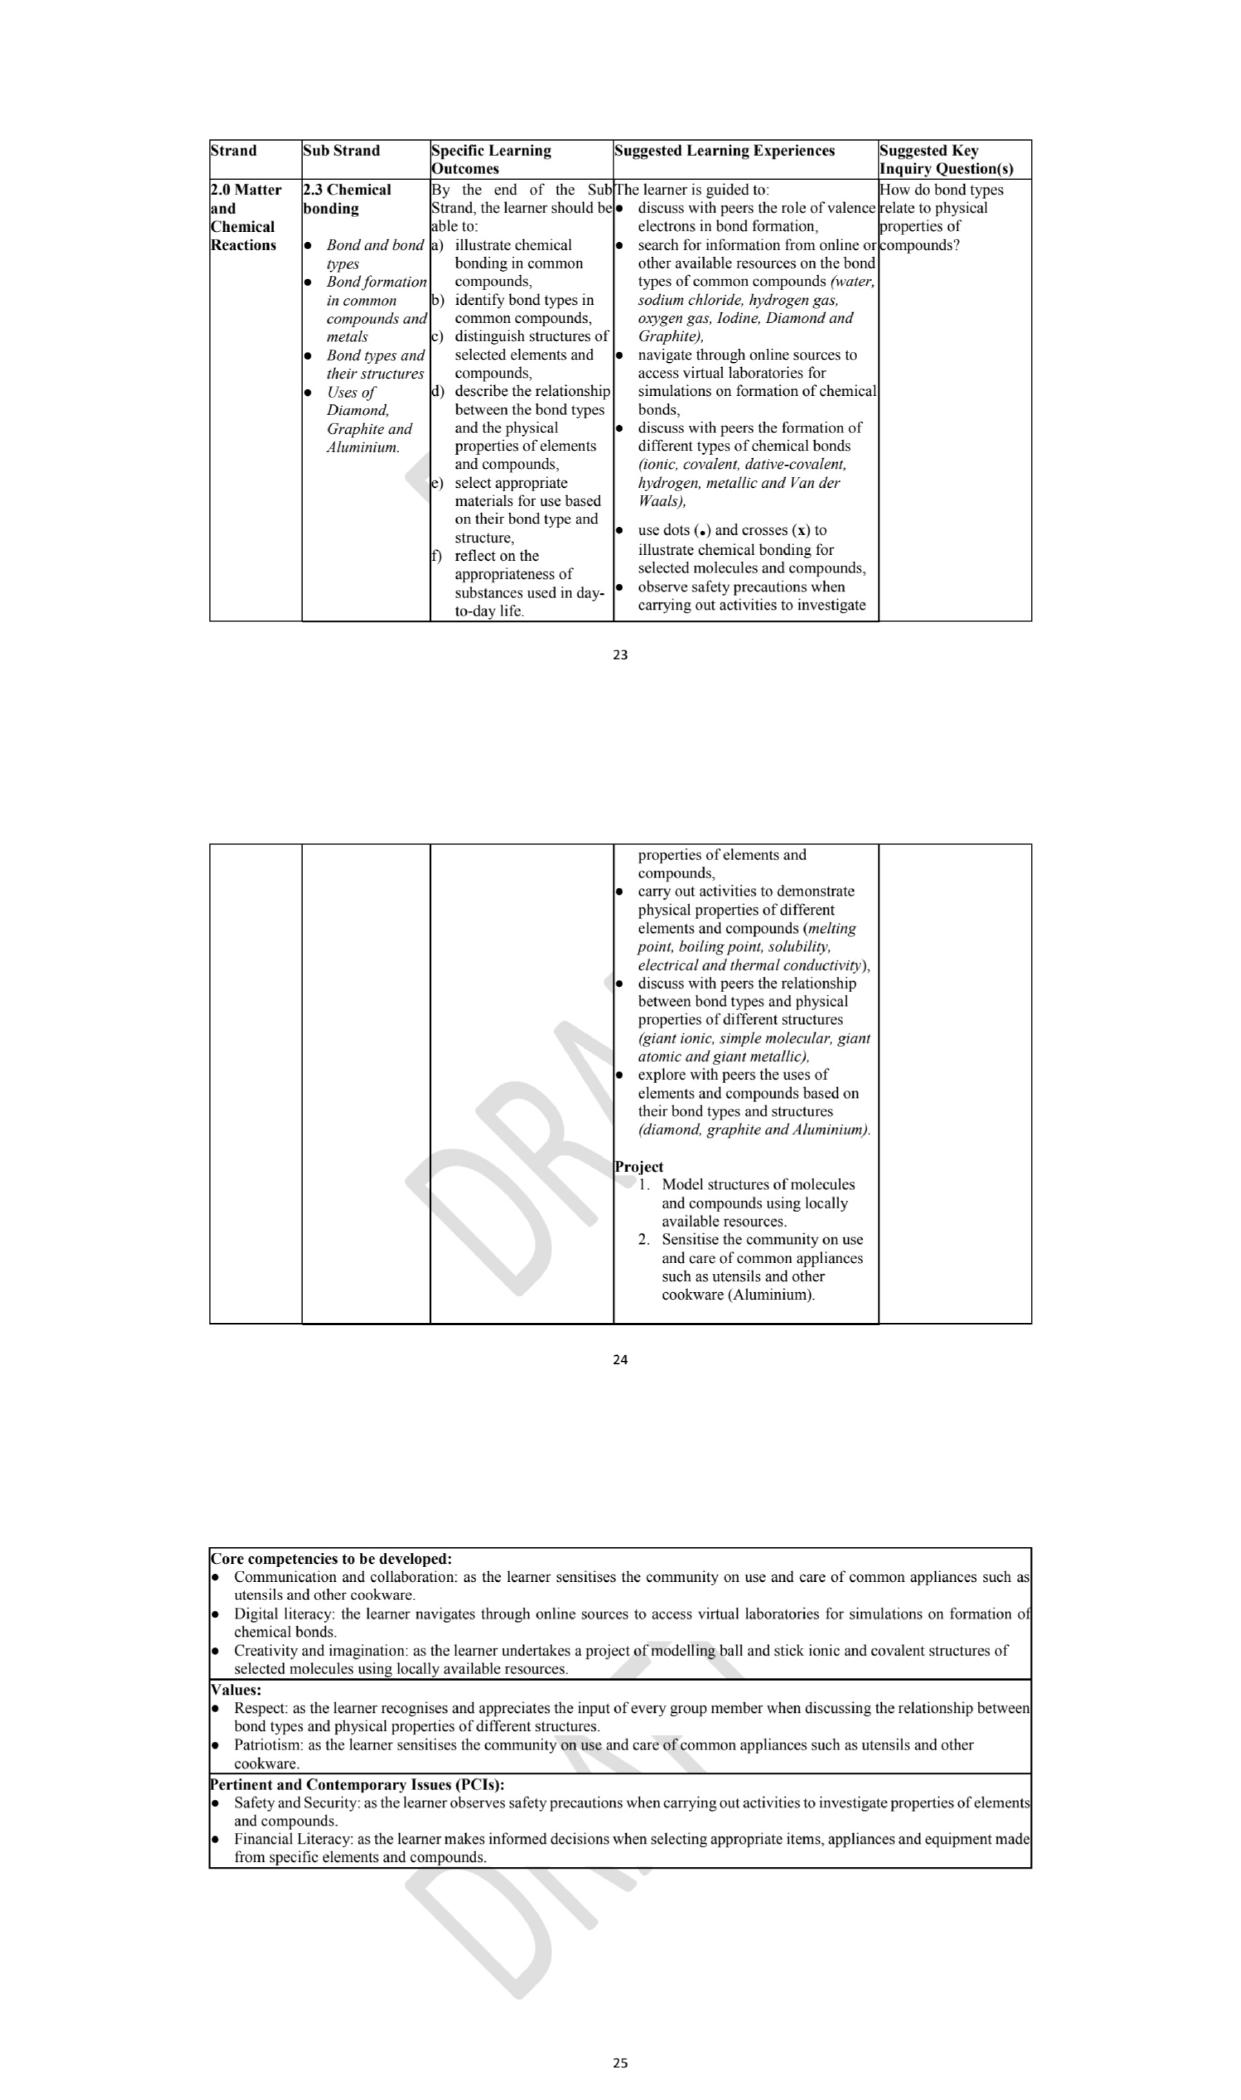 Strand
Sub Strand
Specific Learning
Outcomes
Suggested Learning Experiences
Suggested Key
Inquiry Question(s)
2.0 Matter
and
Chemical
Reactions
2.3 Chemical
bonding
● Bond and bond
types
● Bond formation
in common
compounds and
metals
● Bond types and
their structures
● Uses of
Diamond,
Graphite and
Aluminium.
By the end of the Sub
Strand, the learner should be
able to:
a) illustrate chemical
bonding in common
compounds,
b) identify bond types in
common compounds,
c) distinguish structures of
selected elements and
compounds,
d) describe the relationship
between the bond types
and the physical
properties of elements
and compounds,
e) select appropriate
materials for use based
on their bond type and
structure,
f) reflect on the
appropriateness of
substances used in day-
to-day life.
The learner is guided to:
● discuss with peers the role of valence
electrons in bond formation,
● search for information from online or
other available resources on the bond
types of common compounds (water,
sodium chloride, hydrogen gas,
oxygen gas, Iodine, Diamond and
Graphite),
● navigate through online sources to
access virtual laboratories for
simulations on formation of chemical
bonds,
● discuss with peers the formation of
different types of chemical bonds
(ionic, covalent, dative-covalent,
hydrogen, metallic and Van der
Waals),
● use dots (•) and crosses (x) to
illustrate chemical bonding for
selected molecules and compounds,
● observe safety precautions when
carrying out activities to investigate
How do bond types
relate to physical
properties of
compounds?
23
properties of elements and
compounds,
● carry out activities to demonstrate
physical properties of different
elements and compounds (melting
point, boiling point, solubility,
electrical and thermal conductivity),
● discuss with peers the relationship
between bond types and physical
properties of different structures
(giant ionic, simple molecular, giant
atomic and giant metallic),
● explore with peers the uses of
elements and compounds based on
their bond types and structures
(diamond, graphite and Aluminium).
Project
1. Model structures of molecules
and compounds using locally
available resources.
2. Sensitise the community on use
and care of common appliances
such as utensils and other
cookware (Aluminium).
DRA
24
Core competencies to be developed:
● Communication and collaboration: as the learner sensitises the community on use and care of common appliances such as
utensils and other cookware.
● Digital literacy: the learner navigates through online sources to access virtual laboratories for simulations on formation of
chemical bonds.
● Creativity and imagination: as the learner undertakes a project of modelling ball and stick ionic and covalent structures of
selected molecules using locally available resources.
Values:
● Respect: as the learner recognises and appreciates the input of every group member when discussing the relationship between
bond types and physical properties of different structures.
● Patriotism: as the learner sensitises the community on use and care of common appliances such as utensils and other
cookware.
Pertinent and Contemporary Issues (PCIs):
● Safety and Security: as the learner observes safety precautions when carrying out activities to investigate properties of elements
and compounds.
● Financial Literacy: as the learner makes informed decisions when selecting appropriate items, appliances and equipment made
from specific elements and compounds.
DRAFT
25